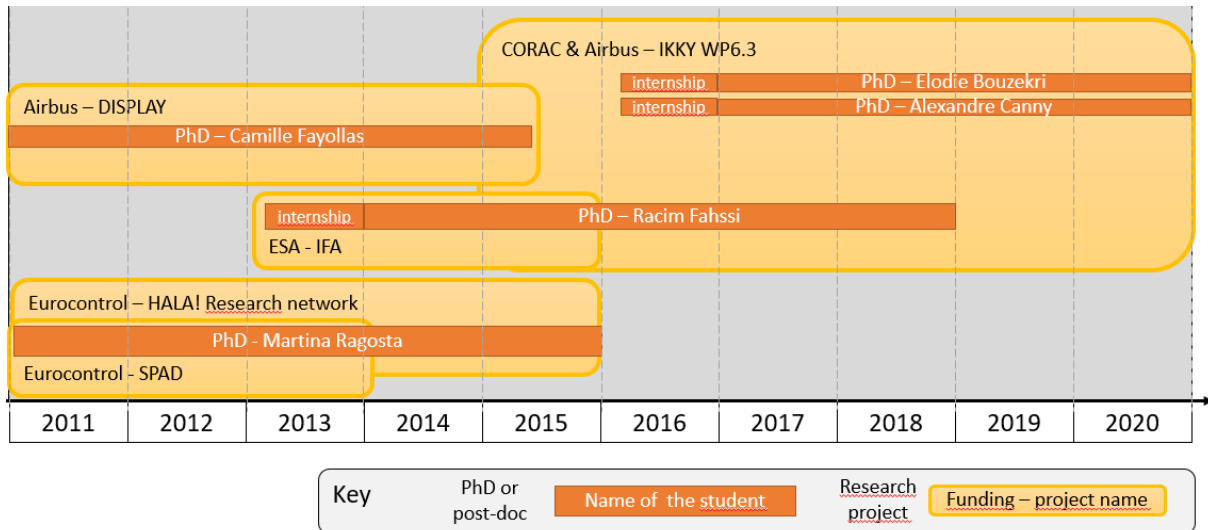 CORAC & Airbus – IKKY WP6.3
internship PhD – Elodie Bouzekri
internship PhD – Alexandre Canny
Airbus – DISPLAY
PhD – Camille Fayollas
internship PhD – Racim Fahssi
ESA - IFA
Eurocontrol – HALA! Research network
PhD - Martina Ragosta
Eurocontrol - SPAD
2011 2012 2013 2014 2015 2016 2017 2018 2019 2020
Key
PhD or
post-doc
Name of the student
Research
project
Funding – project name